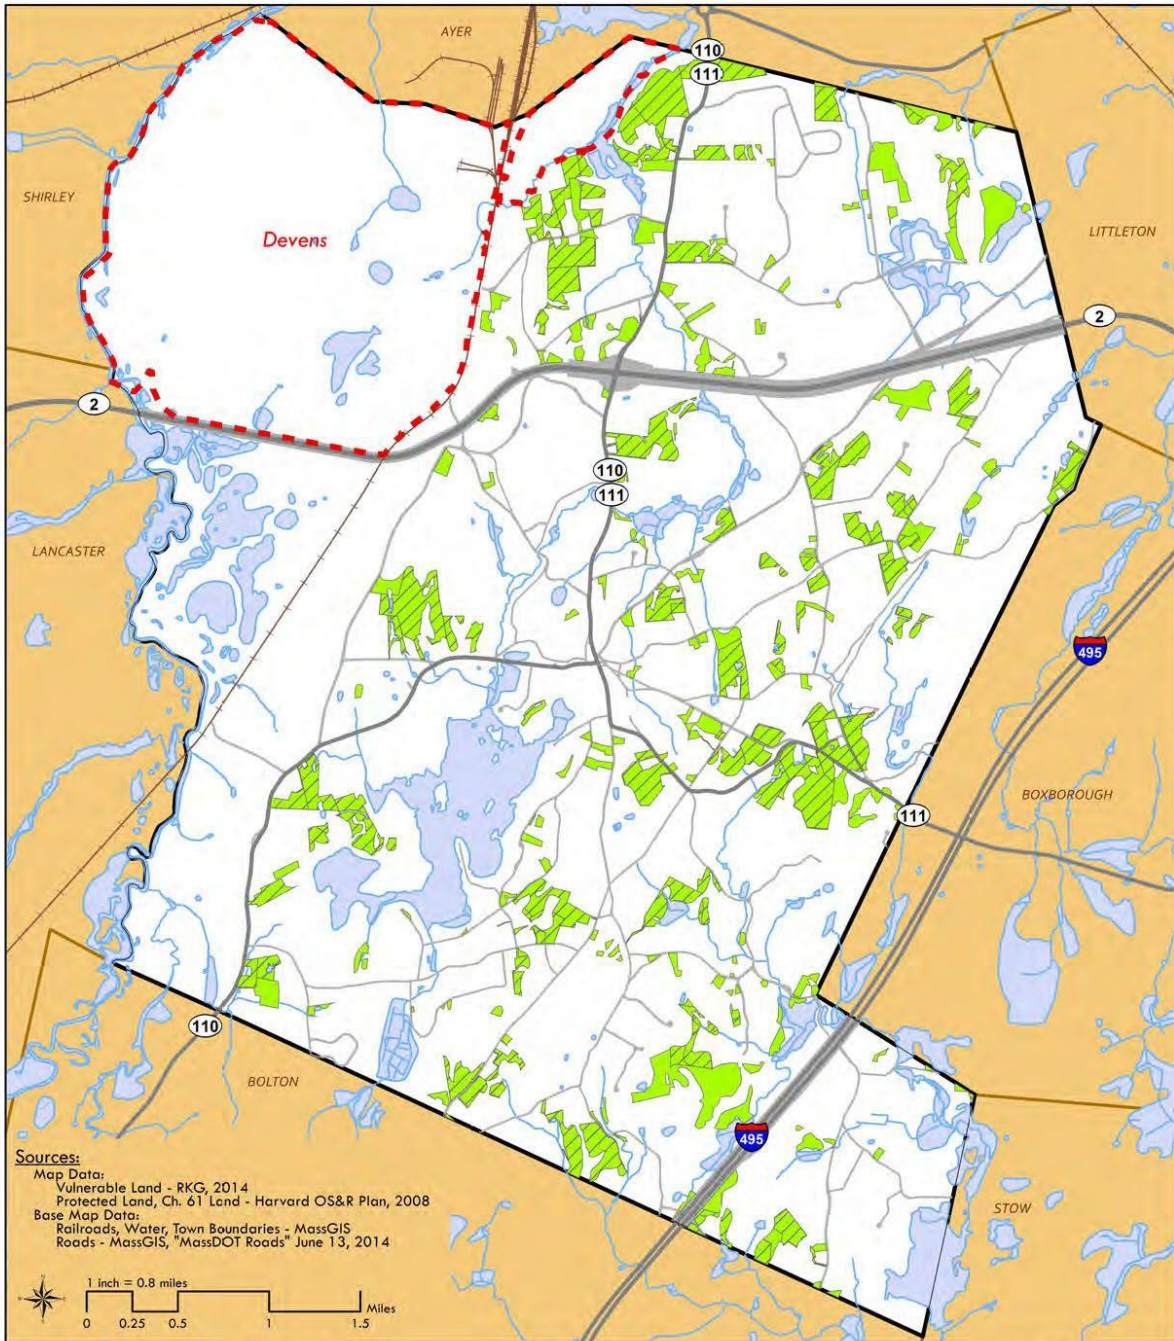 AYER
110
111
SHIRLEY
Devens
LITTLETON
2
2
110
111
LANCASTER
495
BOXBOROUGH
111
110
BOLTON
495
STOW
Sources:
Map Data:
Vulnerable Land - RKG, 2014
Protected Land, Ch. 61 Land - Harvard OS&R Plan, 2008
Base Map Data:
Railroads, Water, Town Boundaries - MassGIS
Roads - MassGIS, "MassDOT Roads" June 13, 2014
1 inch = 0.8 miles
Miles
0 0.25 0.5 1 1.5